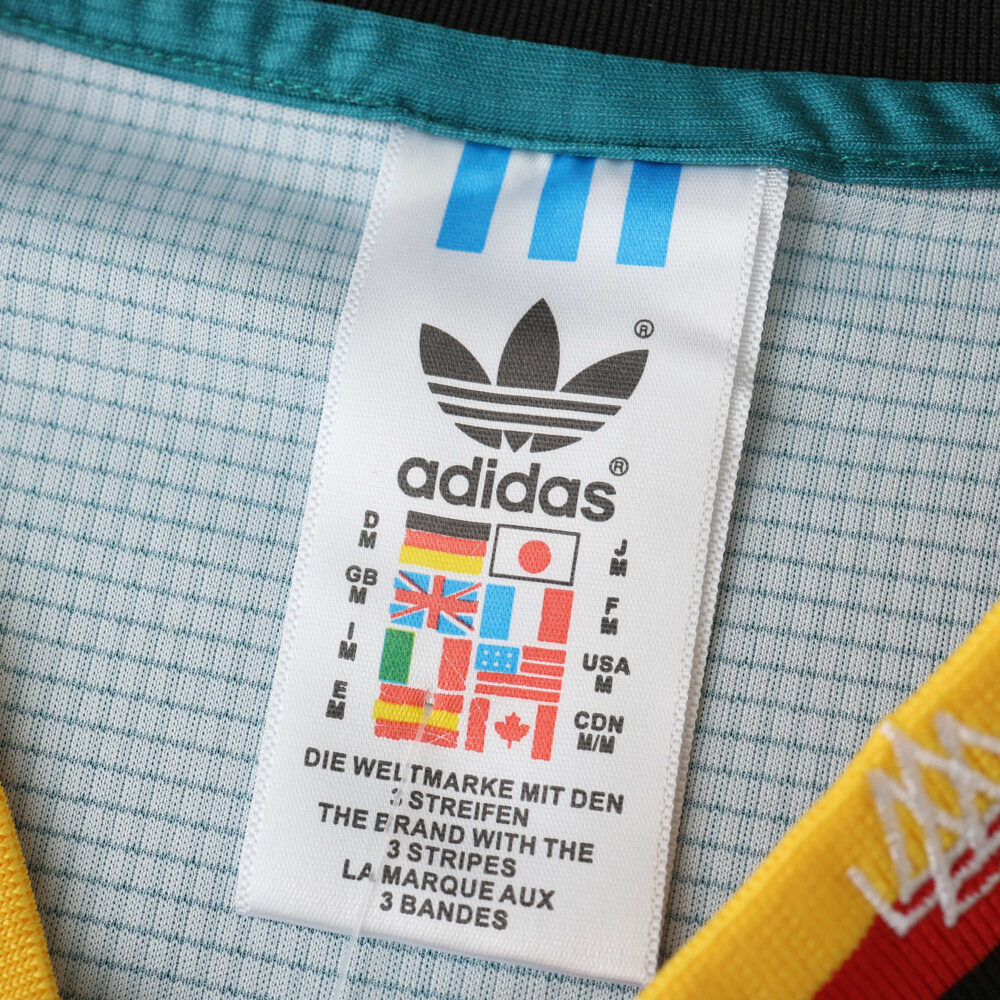 ®
adidas®
D
M
J
M
GB
M
F
M
I
M
USA
M
E
M
CDN
M/M
DIE WELTMARKE MIT DEN
3 STREIFEN
THE BRAND WITH THE
3 STRIPES
LA MARQUE AUX
3 BANDES